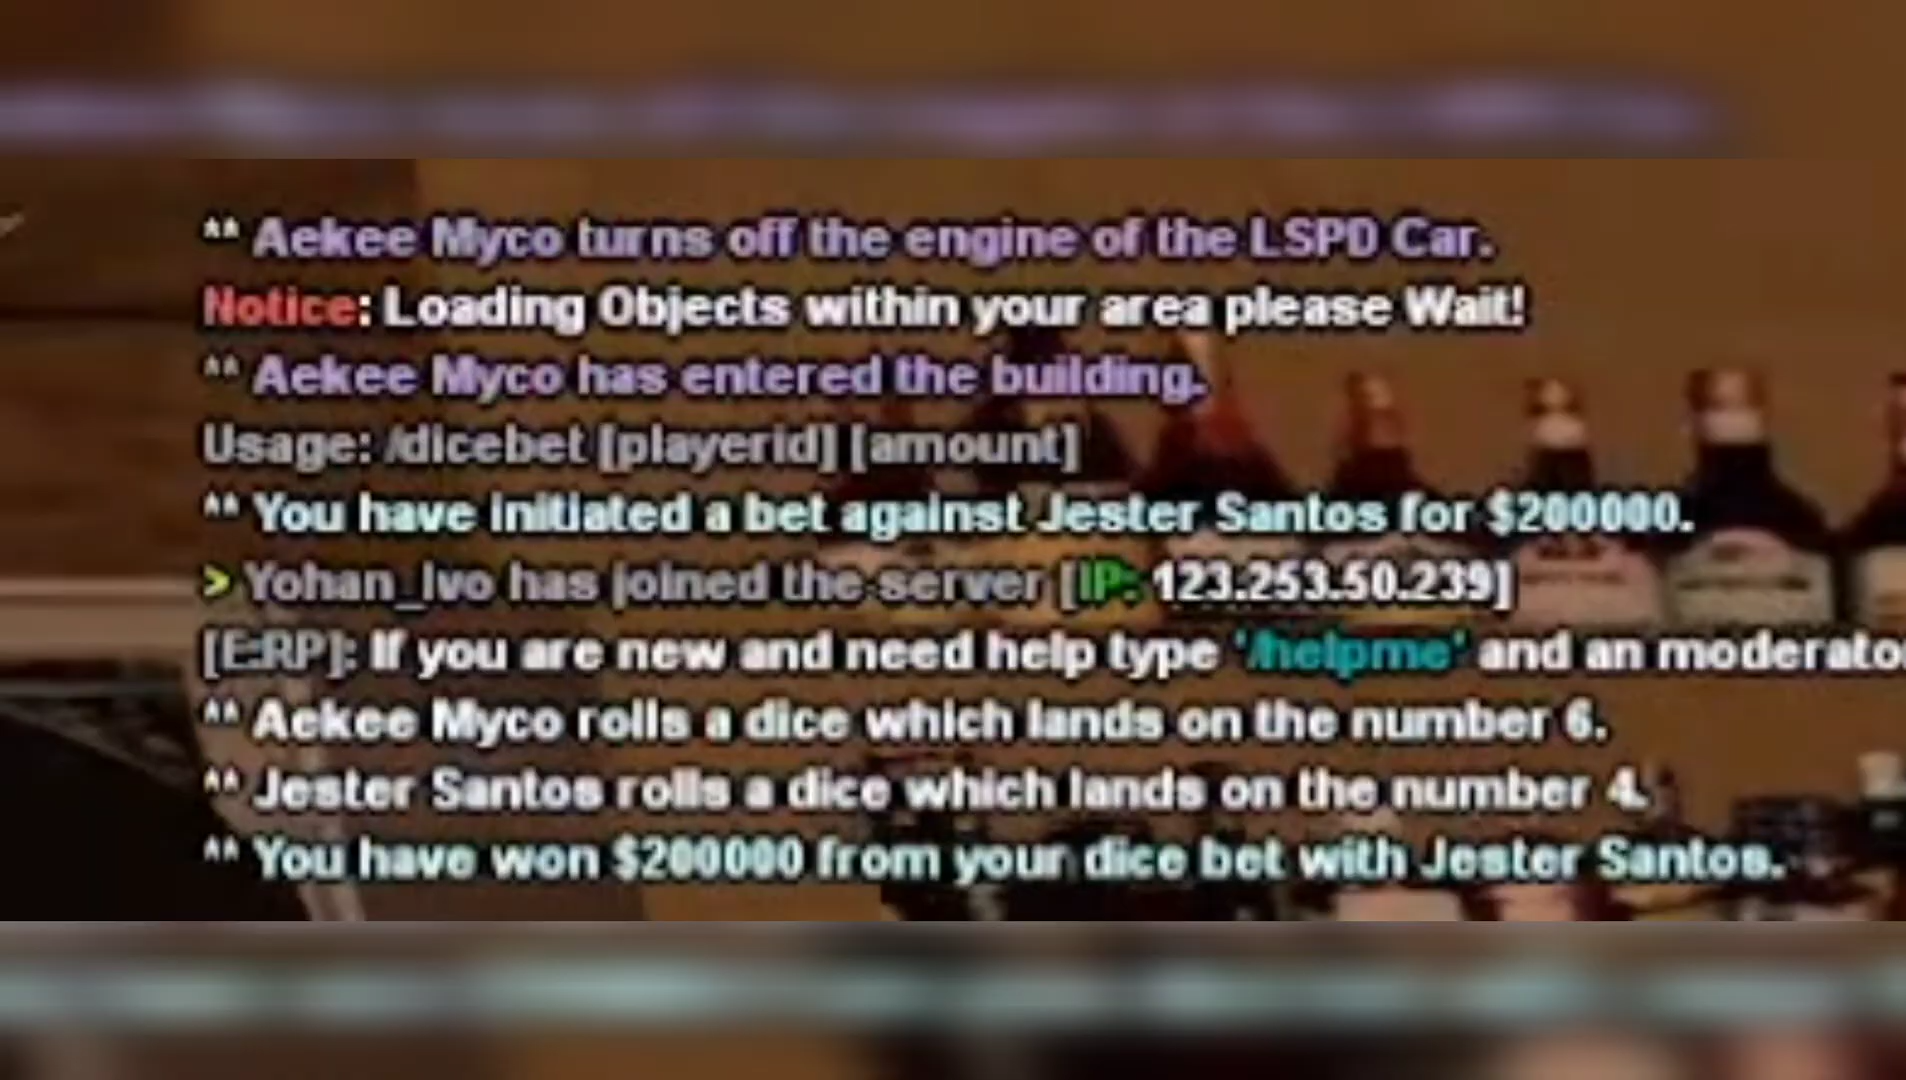 ** Aekee Myco turns off the engine of the LSPD Car.
Notice: Loading Objects within your area please Wait!
** Aekee Myco has entered the building.
Usage: /dicebet [playerid] [amount]
** You have initiated a bet against Jester Santos for $200000.
> Yohan_Ivo has joined the server [IP: 123.253.50.239]
[E:RP]: If you are new and need help type '/helpme' and an moderator
** Aekee Myco rolls a dice which lands on the number 6.
** Jester Santos rolls a dice which lands on the number 4.
** You have won $200000 from your dice bet with Jester Santos.